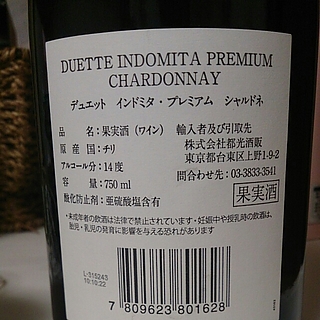 DUETTE INDOMITA PREMIUM
CHARDONNAY
デュエット インドミタ・プレミアム シャルドネ
品名：果実酒（ワイン） 輸入者及び引取先
原産国：チリ 株式会社都光酒販
アルコール分：14度 東京都台東区上野1-9-2
容量：750ml 問合わせ先：03-3833-3541
酸化防止剤：亜硫酸塩含有 果実酒
・未成年者の飲酒は法律で禁止されています・妊娠中や授乳時の飲酒は、
胎児・乳児の発育に影響を与える恐れがあります。
L-315243
10:10:22
7 809623 801628